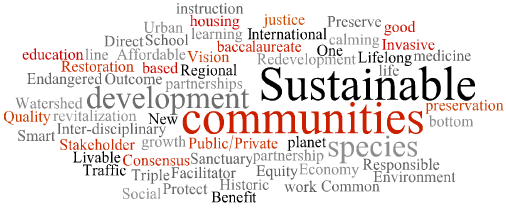 instruction
Urban housing justice Preserve
Direct School learning International calming good
baccalaureate One Invasive
education line Affordable Vision Redevelopment Lifelong medicine
Restoration based Regional life
Endangered Outcome partnerships Sustainable
Watershed development preservation
Quality revitalization New communities bottom
Smart Inter-disciplinary
Stakeholder growth Public/Private planet species
Livable Consensus Sanctuary partnership Responsible
Traffic Triple Facilitator Equity Economy Environment
Social Protect Historic work Common
Benefit